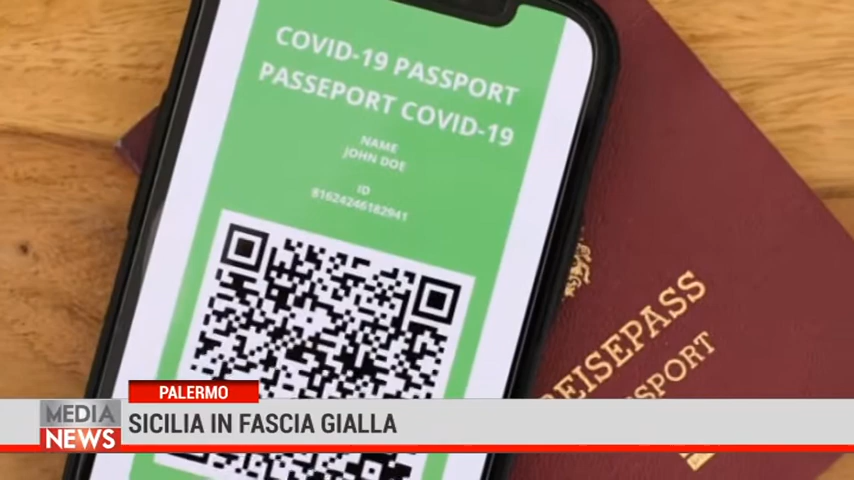 COVID-19 PASSPORT
PASSEPORT COVID-19
NAME
JOHN DOE
ID
81624246182941
REISEPASS
PASSPORT
PALERMO
MEDIA
NEWS
SICILIA IN FASCIA GIALLA